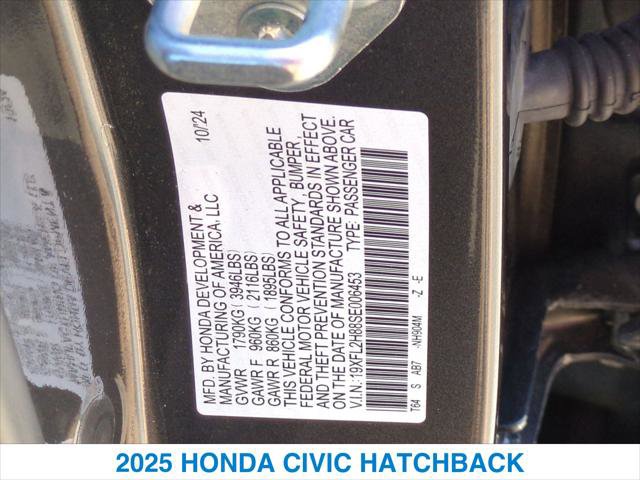 MFD. BY HONDA DEVELOPMENT & 10/24
MANUFACTURING OF AMERICA, LLC
GVWR 1790KG (3946LBS)
GAWR F 960KG (2116LBS)
GAWR R 860KG (1895LBS)
THIS VEHICLE CONFORMS TO ALL APPLICABLE
FEDERAL MOTOR VEHICLE SAFETY, BUMPER
AND THEFT PREVENTION STANDARDS IN EFFECT
ON THE DATE OF MANUFACTURE SHOWN ABOVE.
V.I.N.:19XFL2H88SE006453 TYPE: PASSENGER CAR
T64 S AB7 -NH904M -Z -E
2025 HONDA CIVIC HATCHBACK